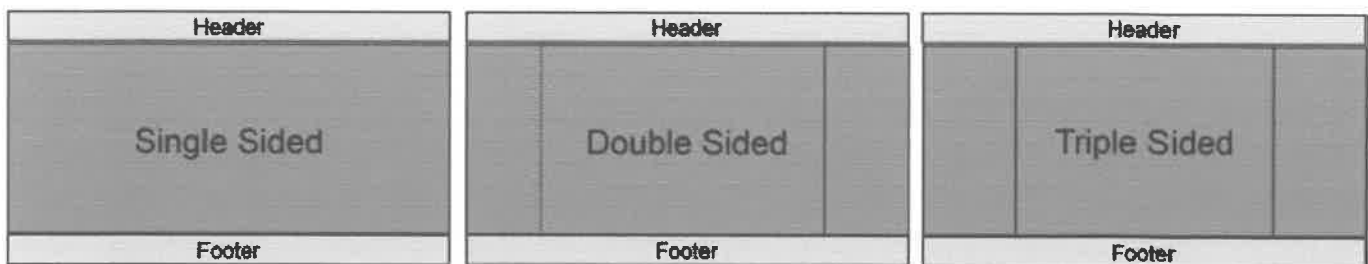 Header
Single Sided
Footer
Header
Double Sided
Footer
Header
Triple Sided
Footer